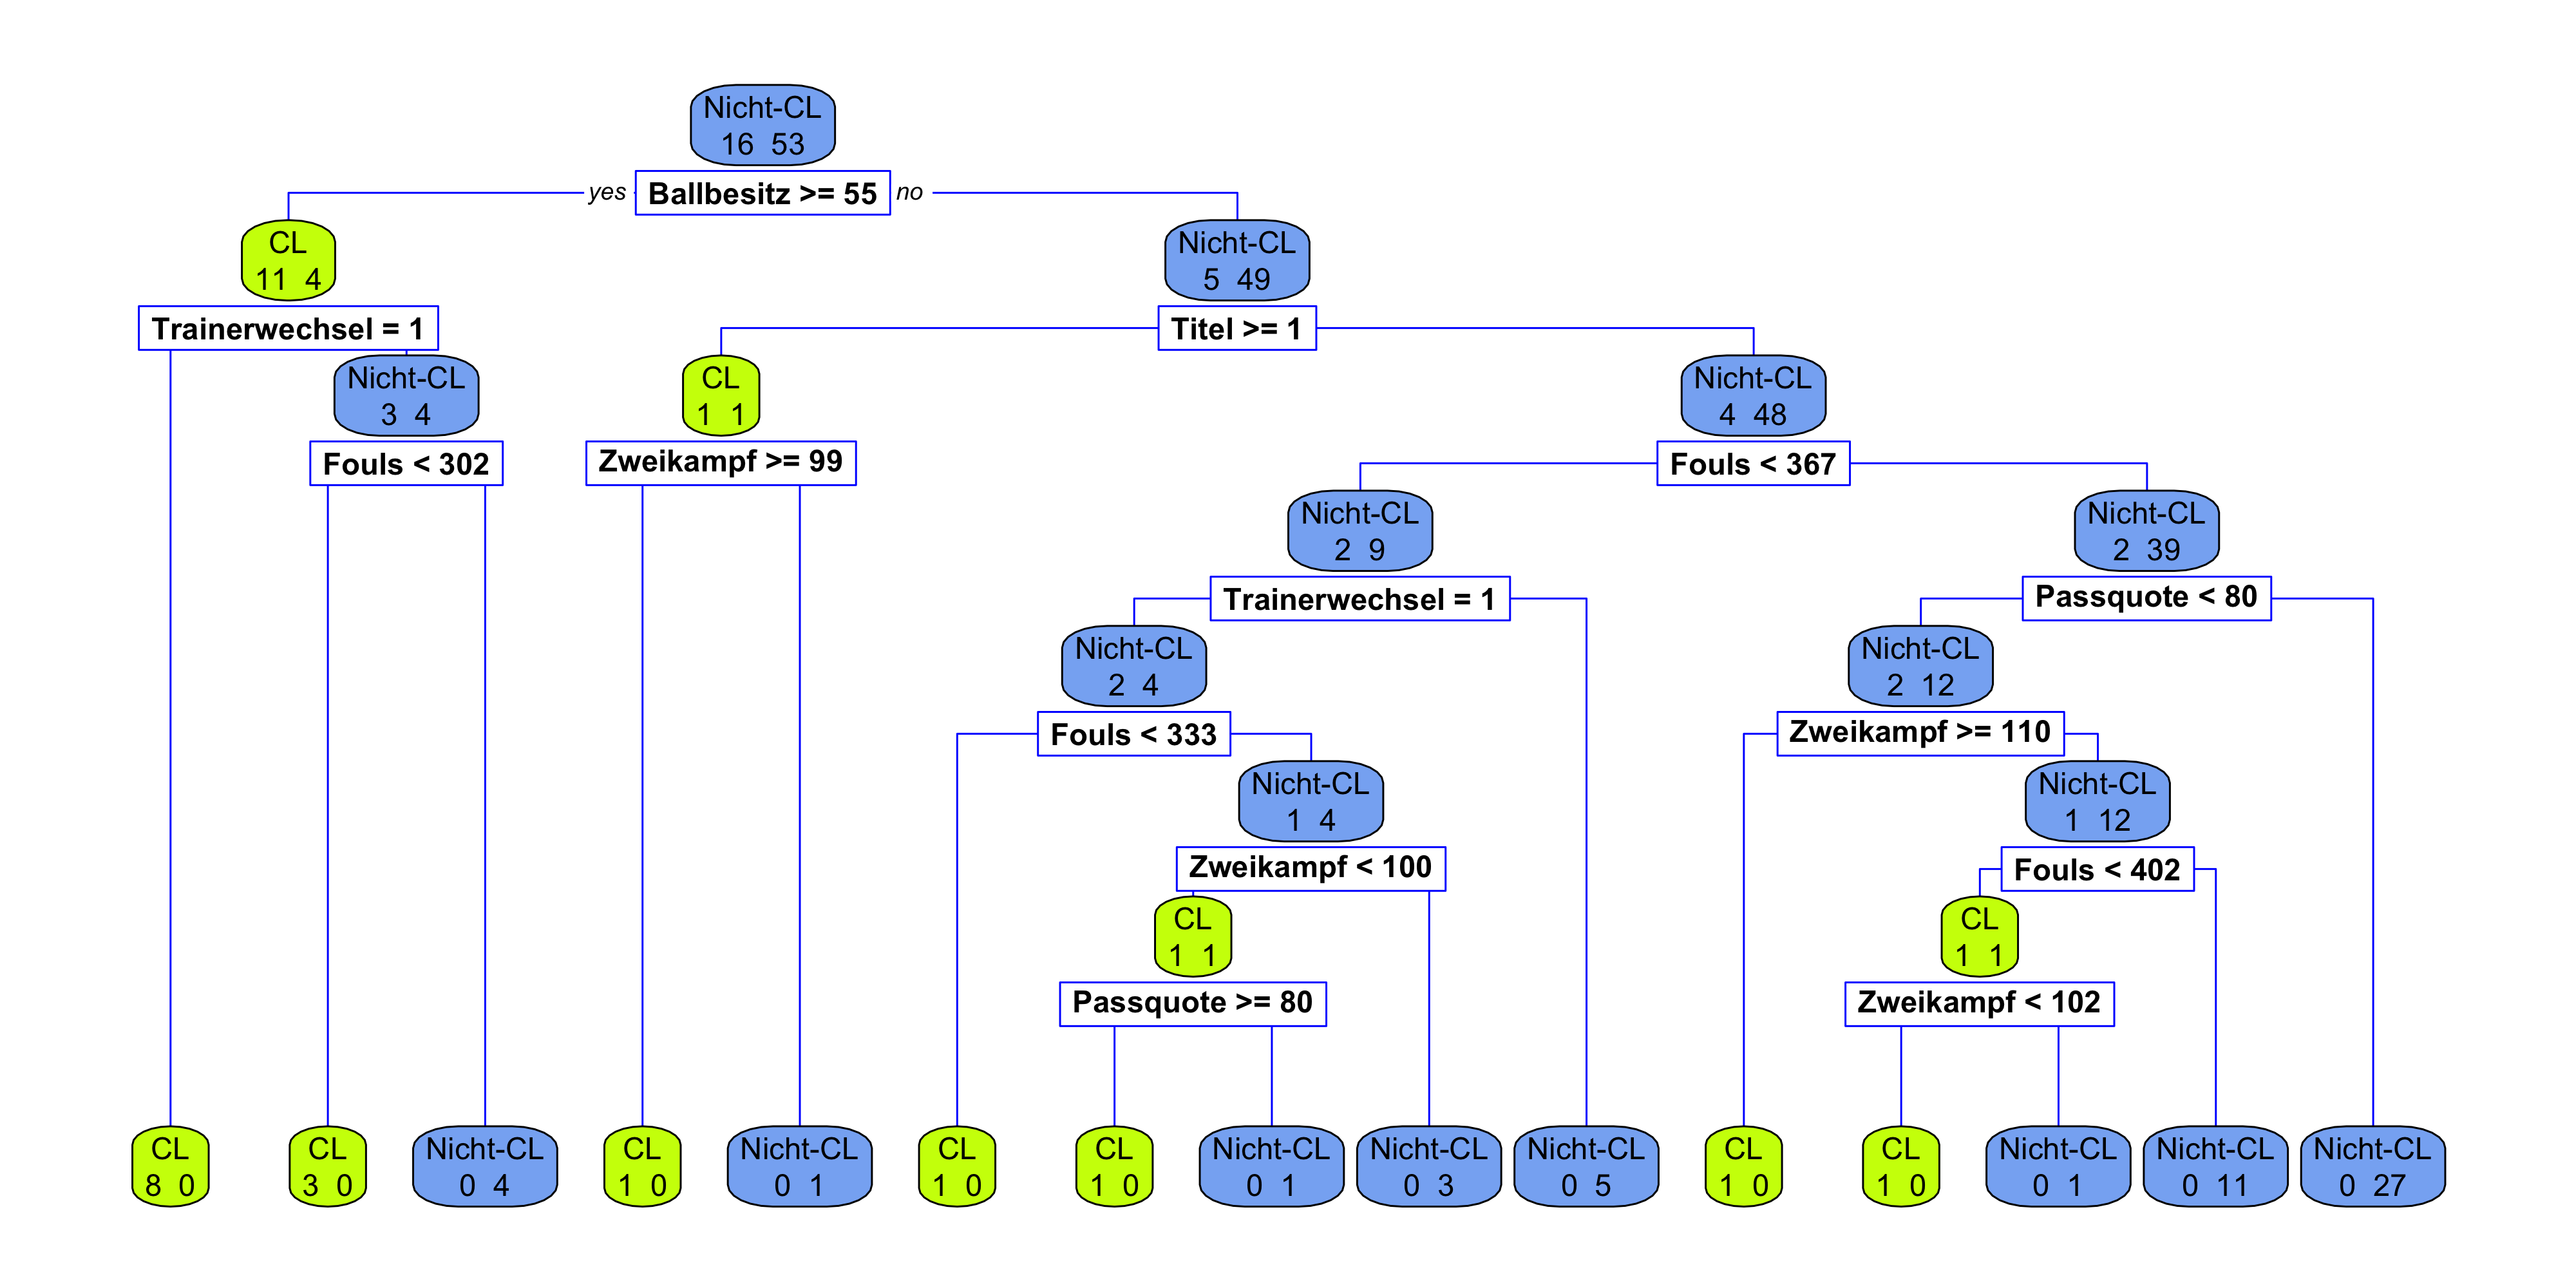 Nicht-CL
16 53
yes
Ballbesitz >= 55
no
CL
11 4
Nicht-CL
5 49
Trainerwechsel = 1
Titel >= 1
Nicht-CL
3 4
CL
1 1
Nicht-CL
4 48
Fouls < 302
Zweikampf >= 99
Fouls < 367
Nicht-CL
2 9
Nicht-CL
2 39
Trainerwechsel = 1
Passquote < 80
Nicht-CL
2 4
Nicht-CL
2 12
Fouls < 333
Zweikampf >= 110
Nicht-CL
1 4
Nicht-CL
1 12
Zweikampf < 100
Fouls < 402
CL
1 1
CL
1 1
Passquote >= 80
Zweikampf < 102
CL
8 0
CL
3 0
Nicht-CL
0 4
CL
1 0
Nicht-CL
0 1
CL
1 0
CL
1 0
Nicht-CL
0 1
Nicht-CL
0 3
Nicht-CL
0 5
CL
1 0
CL
1 0
Nicht-CL
0 1
Nicht-CL
0 11
Nicht-CL
0 27